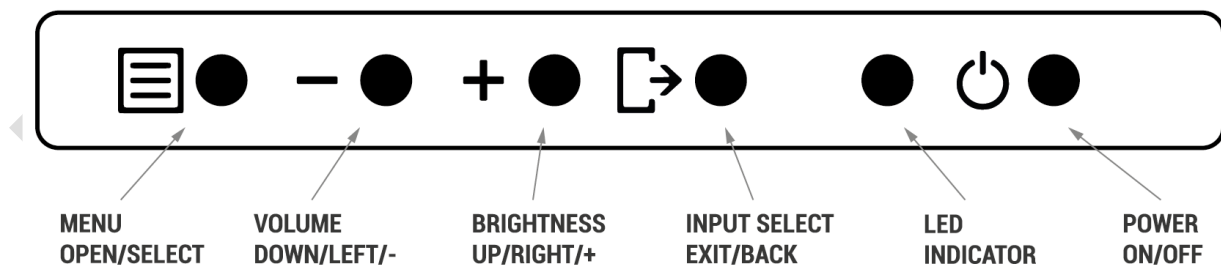 MENU
OPEN/SELECT
VOLUME
DOWN/LEFT/-
BRIGHTNESS
UP/RIGHT/+
INPUT SELECT
EXIT/BACK
LED
INDICATOR
POWER
ON/OFF